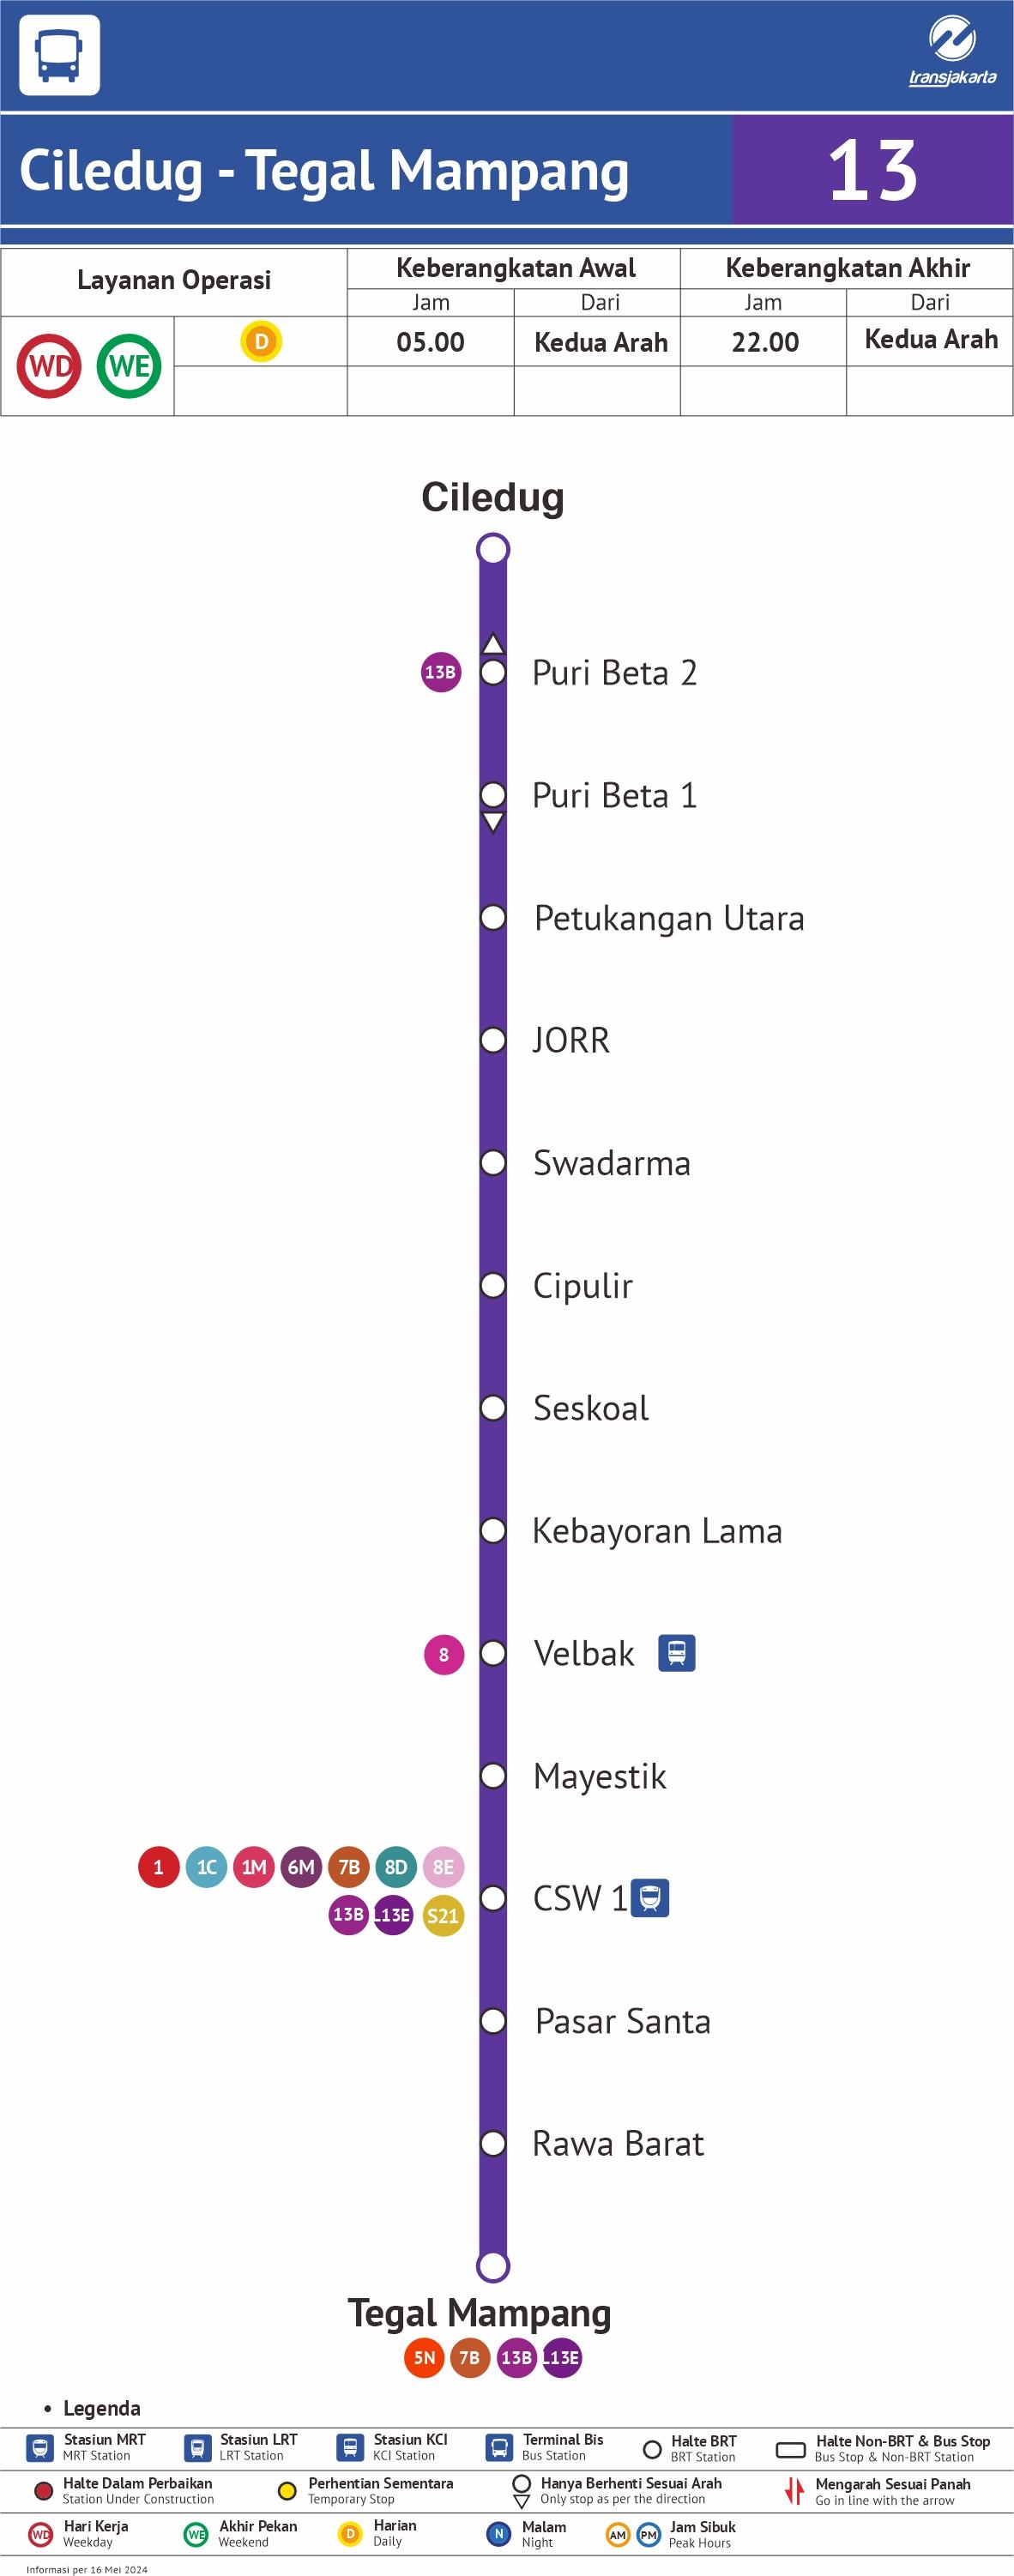 transjakarta
Ciledug - Tegal Mampang
13
Layanan Operasi
Keberangkatan Awal
Keberangkatan Akhir
Jam
Dari
Jam
Dari
WD
WE
D
05.00
Kedua Arah
22.00
Kedua Arah
Ciledug
13B
Puri Beta 2
Puri Beta 1
Petukangan Utara
JORR
Swadarma
Cipulir
Seskoal
Kebayoran Lama
8
Velbak
Mayestik
1 1C 1M 6M 7B 8D 8E
13B L13E S21
CSW 1
Pasar Santa
Rawa Barat
Tegal Mampang
5N 7B 13B L13E
• Legenda
Stasiun MRT
MRT Station
Stasiun LRT
LRT Station
Stasiun KCI
KCI Station
Terminal Bis
Bus Station
Halte BRT
BRT Station
Halte Non-BRT & Bus Stop
Bus Stop & Non-BRT Station
Halte Dalam Perbaikan
Station Under Construction
Perhentian Sementara
Temporary Stop
Hanya Berhenti Sesuai Arah
Only stop as per the direction
Mengarah Sesuai Panah
Go in line with the arrow
WD
Hari Kerja
Weekday
WE
Akhir Pekan
Weekend
D
Harian
Daily
N
Malam
Night
AM PM
Jam Sibuk
Peak Hours
Informasi per 16 Mei 2024